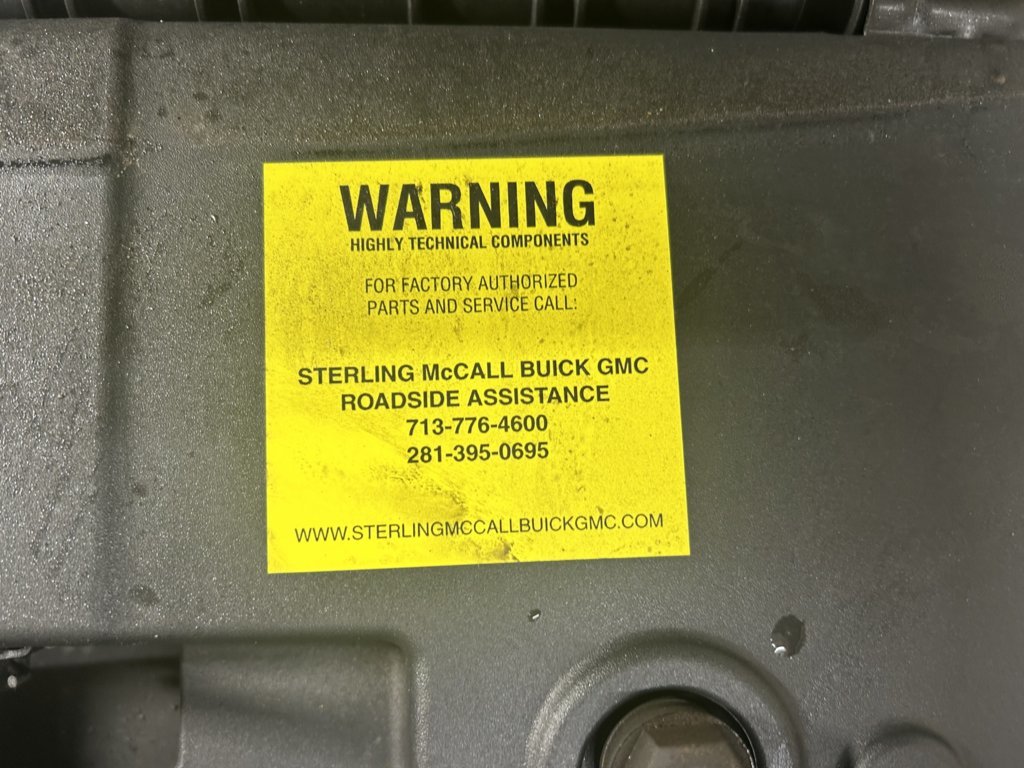 WARNING
HIGHLY TECHNICAL COMPONENTS
FOR FACTORY AUTHORIZED
PARTS AND SERVICE CALL:
STERLING McCALL BUICK GMC
ROADSIDE ASSISTANCE
713-776-4600
281-395-0695
WWW.STERLINGMCCALLBUICKGMC.COM